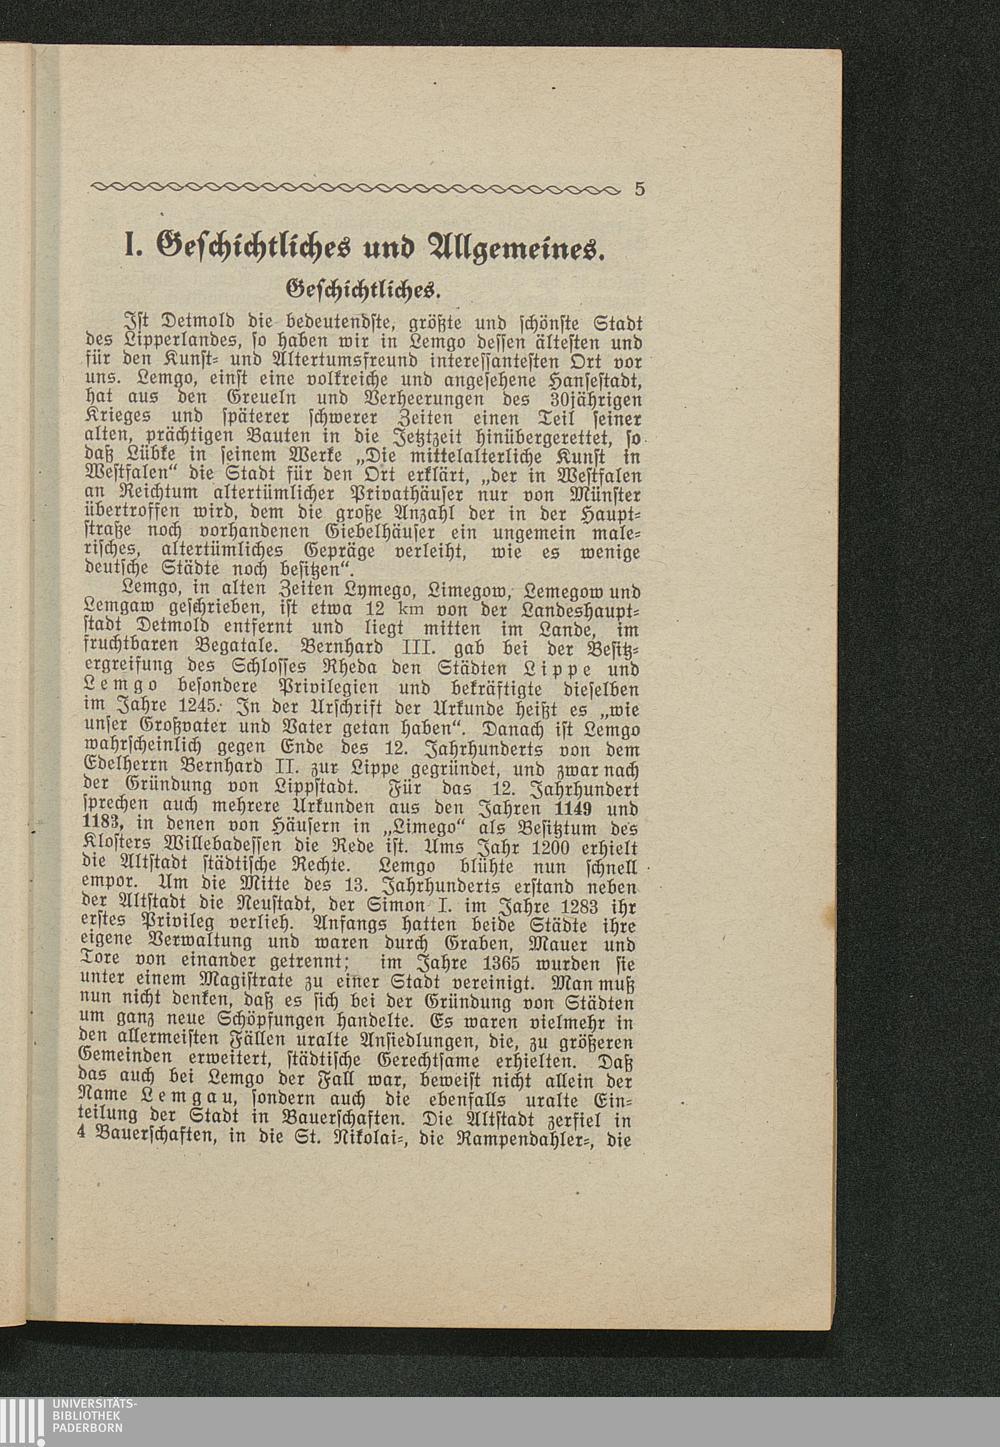 5
I. Geschichtliches und Allgemeines.
Geschichtliches.
Ist Detmold die bedeutendste, größte und schönste Stadt
des Lipperlandes, so haben wir in Lemgo dessen ältesten und
für den Kunst- und Altertumsfreund interessantesten Ort vor
uns. Lemgo, einst eine volkreiche und angesehene Hansestadt,
hat aus den Greueln und Verheerungen des 30jährigen
Krieges und späterer schwerer Zeiten einen Teil seiner
alten, prächtigen Bauten in die Jetztzeit hinübergerettet, so
daß Lübke in seinem Werke „Die mittelalterliche Kunst in
Westfalen“ die Stadt für den Ort erklärt, „der in Westfalen
an Reichtum altertümlicher Privathäuser nur von Münster
übertroffen wird, dem die große Anzahl der in der Haupt-
straße noch vorhandenen Giebelhäuser ein ungemein male-
risches, altertümliches Gepräge verleiht, wie es wenige
deutsche Städte noch besitzen“.
Lemgo, in alten Zeiten Lymego, Limegow, Lemegow und
Lemgaw geschrieben, ist etwa 12 km von der Landeshaupt-
stadt Detmold entfernt und liegt mitten im Lande, im
fruchtbaren Begatale. Bernhard III. gab bei der Besitz-
ergreifung des Schlosses Rheda den Städten Lippe und
Lemgo besondere Privilegien und bekräftigte dieselben
im Jahre 1245. In der Urschrift der Urkunde heißt es „wie
unser Großvater und Vater getan haben“. Danach ist Lemgo
wahrscheinlich gegen Ende des 12. Jahrhunderts von dem
Edelherrn Bernhard II. zur Lippe gegründet, und zwar nach
der Gründung von Lippstadt. Für das 12. Jahrhundert
sprechen auch mehrere Urkunden aus den Jahren 1149 und
1183, in denen von Häusern in „Limego“ als Besitztum des
Klosters Willebadessen die Rede ist. Ums Jahr 1200 erhielt
die Altstadt städtische Rechte. Lemgo blühte nun schnell
empor. Um die Mitte des 13. Jahrhunderts erstand neben
der Altstadt die Neustadt, der Simon I. im Jahre 1283 ihr
erstes Privileg verlieh. Anfangs hatten beide Städte ihre
eigene Verwaltung und waren durch Graben, Mauer und
Tore von einander getrennt; im Jahre 1365 wurden sie
unter einem Magistrate zu einer Stadt vereinigt. Man muß
nun nicht denken, daß es sich bei der Gründung von Städten
um ganz neue Schöpfungen handelte. Es waren vielmehr in
den allermeisten Fällen uralte Ansiedlungen, die, zu größeren
Gemeinden erweitert, städtische Gerechtsame erhielten. Daß
das auch bei Lemgo der Fall war, beweist nicht allein der
Name Lemgau, sondern auch die ebenfalls uralte Ein-
teilung der Stadt in Bauerschaften. Die Altstadt zerfiel in
4 Bauerschaften, in die St. Nikolai-, die Rampendahler-, die
UNIVERSITÄTS-
BIBLIOTHEK
PADERBORN